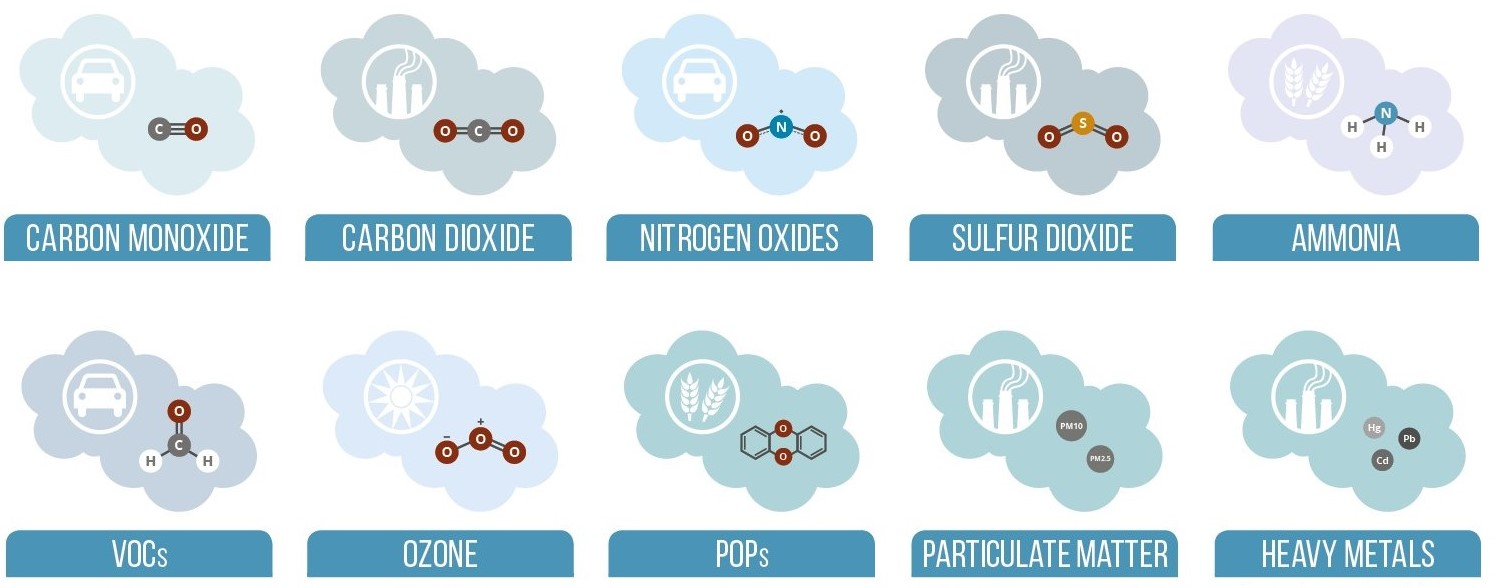 C O
O C O
N
O O
S
O O
N
H H
H
CARBON MONOXIDE
CARBON DIOXIDE
NITROGEN OXIDES
SULFUR DIOXIDE
AMMONIA
O
C
H H
+
− O
O O
O
O
PM10
PM2.5
Hg
Pb
Cd
VOCs
OZONE
POPs
PARTICULATE MATTER
HEAVY METALS